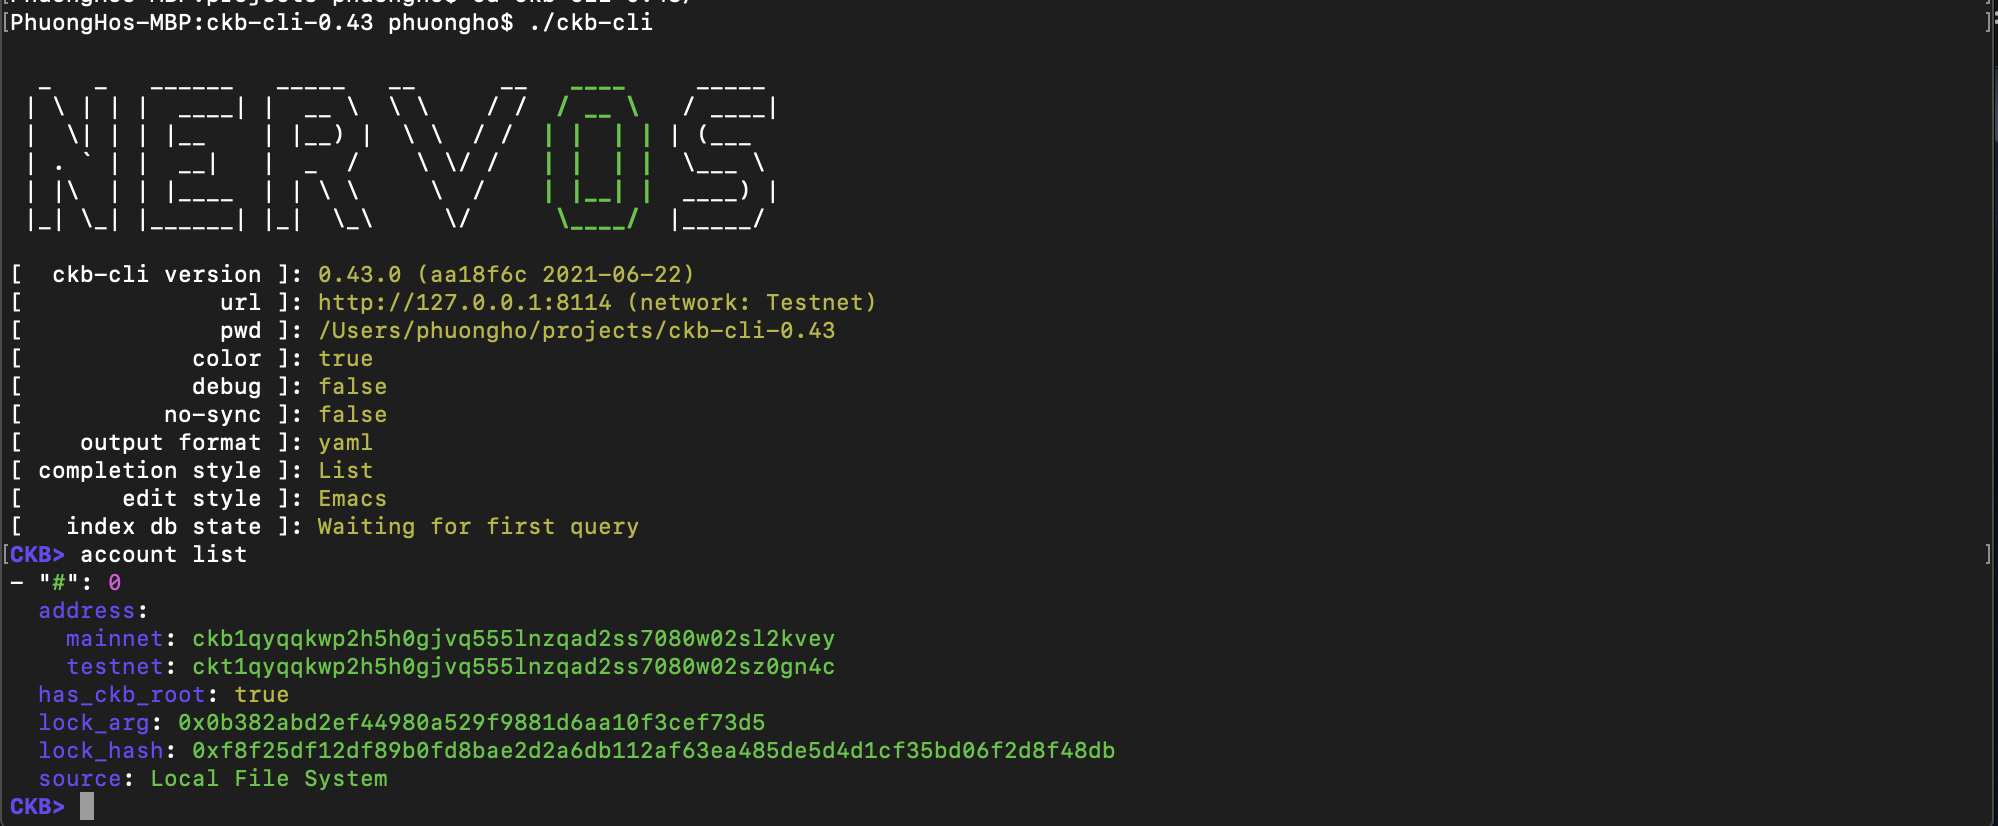 PhuongHos-MBP:ckb-cli-0.43 phuongho$ ./ckb-cli
NERVOS
[  ckb-cli version ]: 0.43.0 (aa18f6c 2021-06-22)
[              url ]: http://127.0.0.1:8114 (network: Testnet)
[              pwd ]: /Users/phuongho/projects/ckb-cli-0.43
[            color ]: true
[            debug ]: false
[          no-sync ]: false
[    output format ]: yaml
[ completion style ]: List
[       edit style ]: Emacs
[   index db state ]: Waiting for first query
CKB> account list
- "#": 0
  address:
    mainnet: ckb1qyqqkwp2h5h0gjvq555lnzqad2ss7080w02sl2kvey
    testnet: ckt1qyqqkwp2h5h0gjvq555lnzqad2ss7080w02sz0gn4c
  has_ckb_root: true
  lock_arg: 0x0b382abd2ef44980a529f9881d6aa10f3cef73d5
  lock_hash: 0xf8f25df12df89b0fd8bae2d2a6db112af63ea485de5d4d1cf35bd06f2d8f48db
  source: Local File System
CKB>